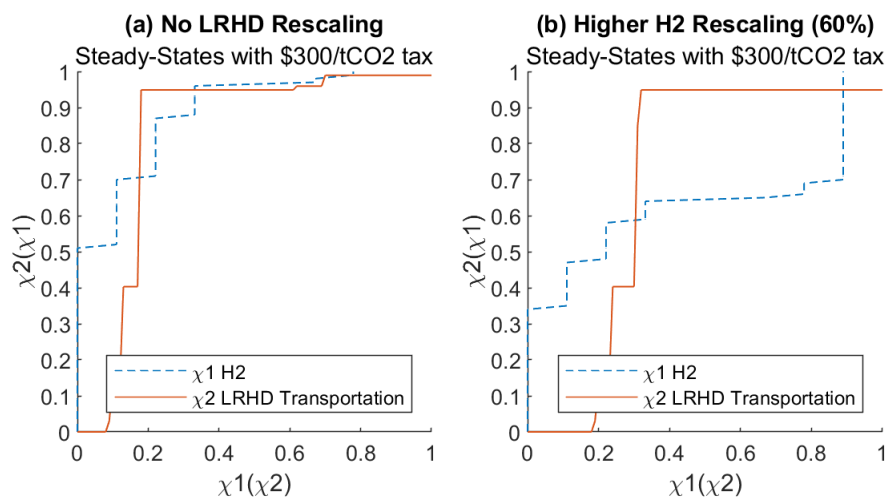 (a) No LRHD Rescaling
Steady-States with $300/tCO2 tax
1
0.9
0.8
0.7
0.6
0.5
0.4
0.3
0.2
0.1
0
χ2(χ1)
χ1 H2
χ2 LRHD Transportation
0
0.2
0.4
0.6
0.8
1
χ1(χ2)
(b) Higher H2 Rescaling (60%)
Steady-States with $300/tCO2 tax
1
0.9
0.8
0.7
0.6
0.5
0.4
0.3
0.2
0.1
0
χ2(χ1)
χ1 H2
χ2 LRHD Transportation
0
0.2
0.4
0.6
0.8
1
χ1(χ2)